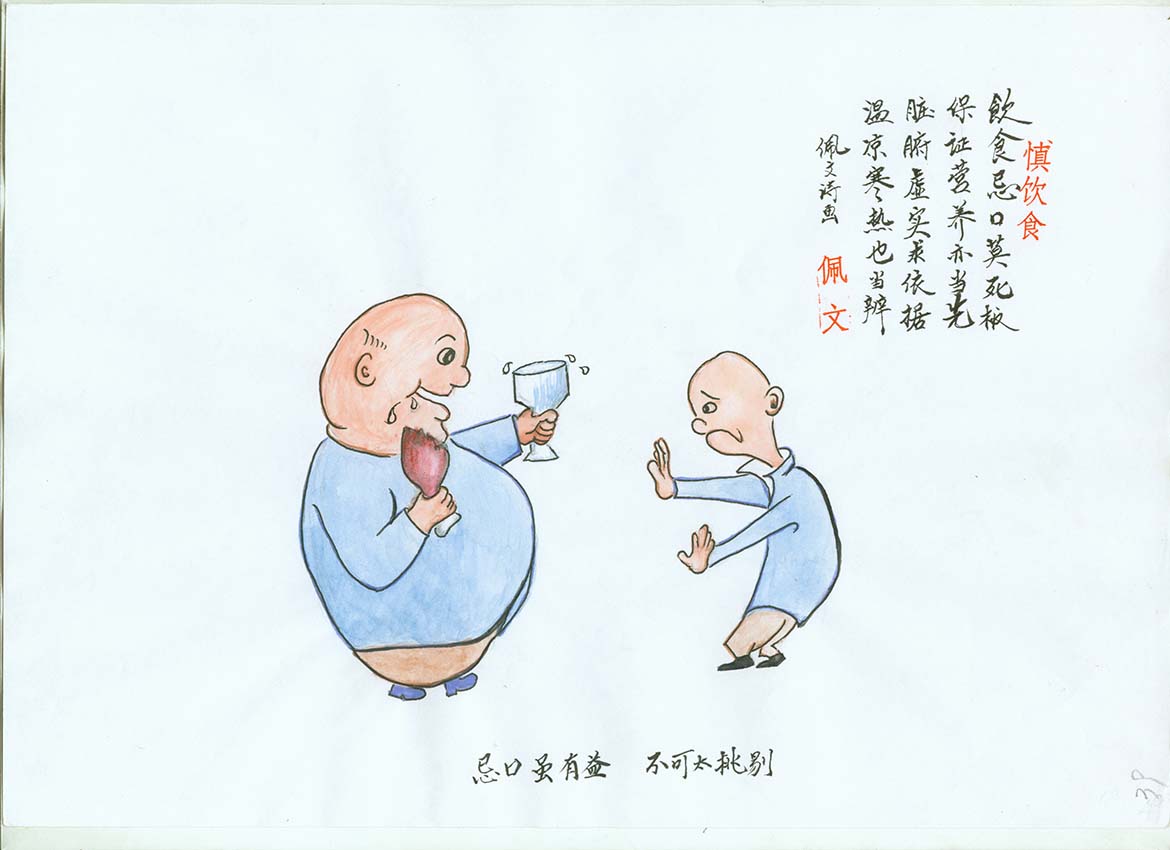 慎饮食
飲食忌口莫死板
保证营养亦当先
脏腑虚实求依据
温凉寒热也当辨
佩文诗画
佩文
忌口虽有益 不可太挑剔